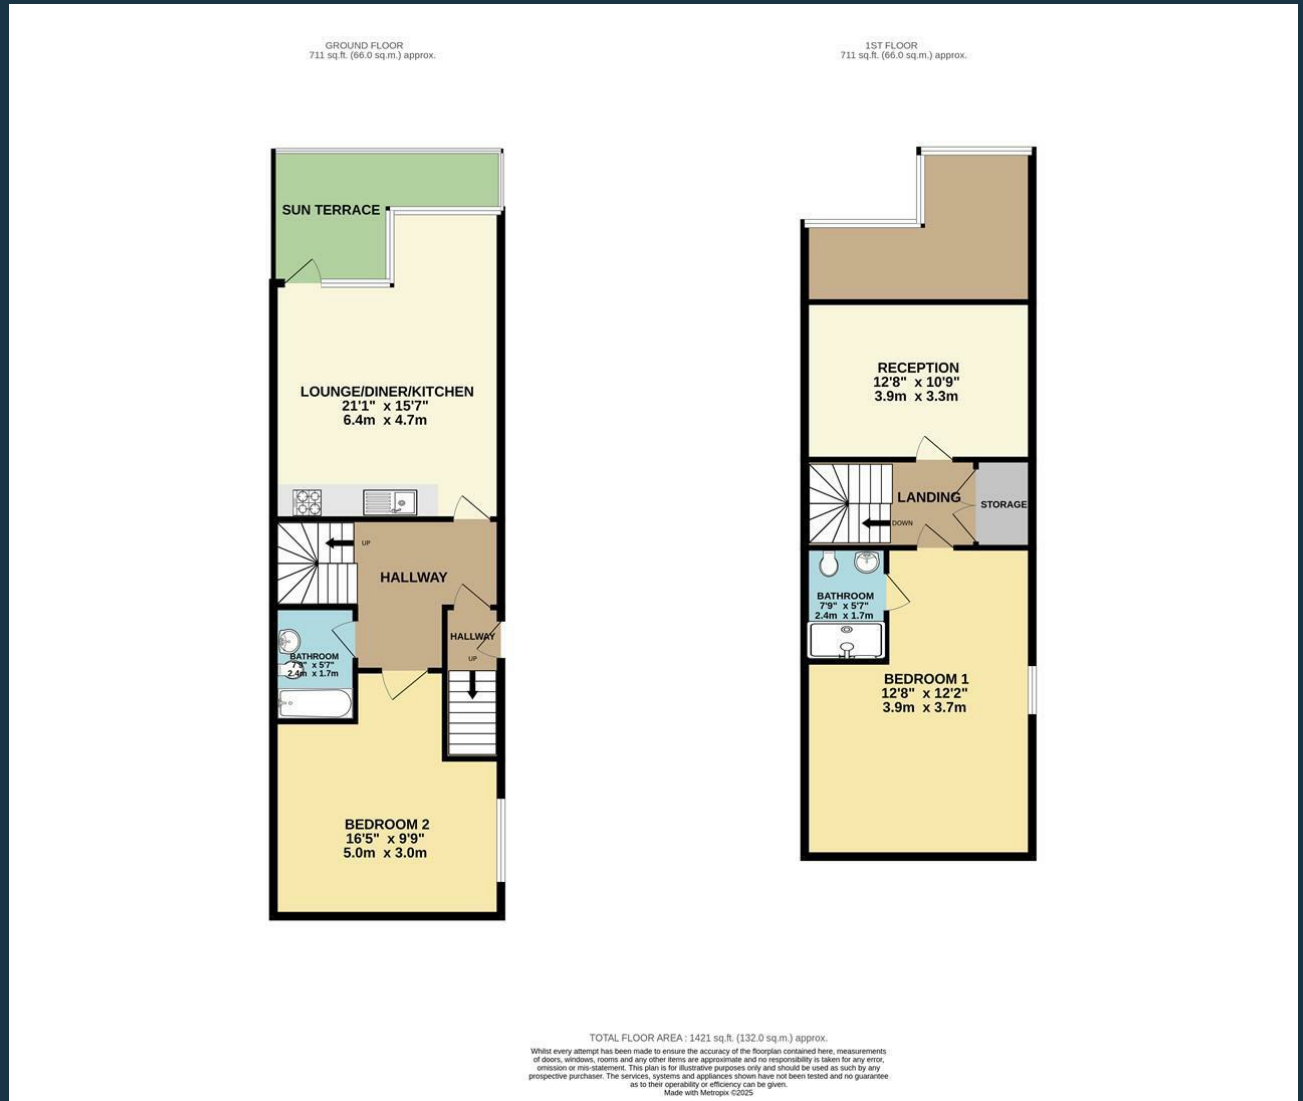 GROUND FLOOR
711 sq.ft. (66.0 sq.m.) approx.
SUN TERRACE
LOUNGE/DINER/KITCHEN
21'1" x 15'7"
6.4m x 4.7m
UP
HALLWAY
HALLWAY
UP
BATHROOM
7'9" x 5'7"
2.4m x 1.7m
BEDROOM 2
16'5" x 9'9"
5.0m x 3.0m
1ST FLOOR
711 sq.ft. (66.0 sq.m.) approx.
RECEPTION
12'8" x 10'9"
3.9m x 3.3m
LANDING
STORAGE
DOWN
BATHROOM
7'9" x 5'7"
2.4m x 1.7m
BEDROOM 1
12'8" x 12'2"
3.9m x 3.7m
TOTAL FLOOR AREA : 1421 sq.ft. (132.0 sq.m.) approx.
Whilst every attempt has been made to ensure the accuracy of the floorplan contained here, measurements
of doors, windows, rooms and any other items are approximate and no responsibility is taken for any error,
omission or mis-statement. This plan is for illustrative purposes only and should be used as such by any
prospective purchaser. The services, systems and appliances shown have not been tested and no guarantee
as to their operability or efficiency can be given.
Made with Metropix ©2025